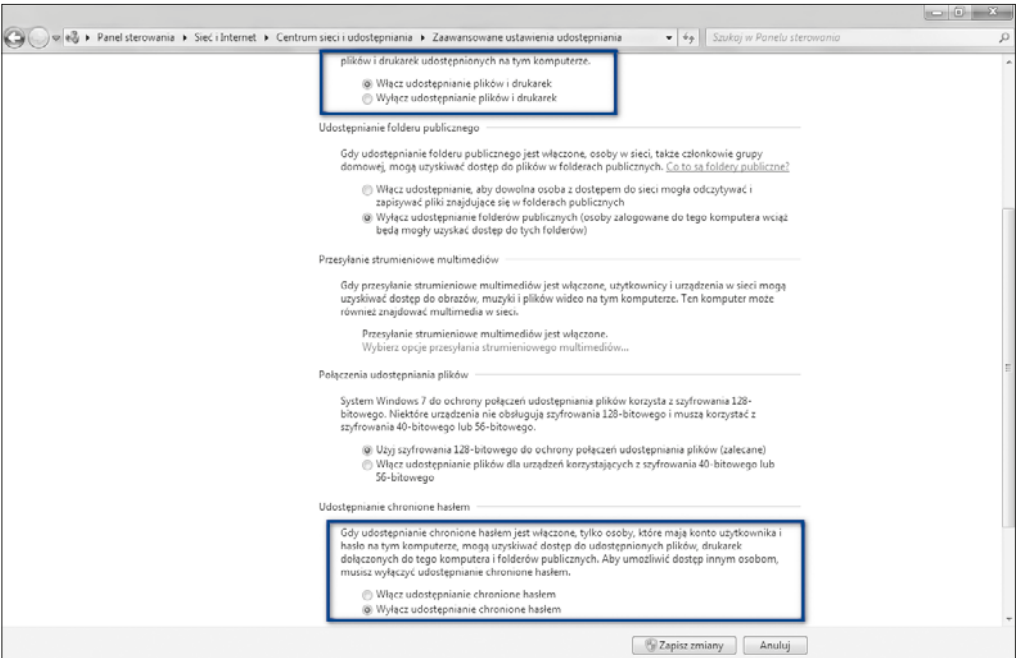 Panel sterowania ▸ Sieć i Internet ▸ Centrum sieci i udostępniania ▸ Zaawansowane ustawienia udostępniania
Szukaj w Panelu sterowania
plików i drukarek udostępnionych na tym komputerze.
Włącz udostępnianie plików i drukarek
Wyłącz udostępnianie plików i drukarek
Udostępnianie folderu publicznego
Gdy udostępnianie folderu publicznego jest włączone, osoby w sieci, także członkowie grupy
domowej, mogą uzyskiwać dostęp do plików w folderach publicznych. Co to są foldery publiczne?
Włącz udostępnianie, aby dowolna osoba z dostępem do sieci mogła odczytywać i
zapisywać pliki znajdujące się w folderach publicznych
Wyłącz udostępnianie folderów publicznych (osoby zalogowane do tego komputera wciąż
będą mogły uzyskać dostęp do tych folderów)
Przesyłanie strumieniowe multimediów
Gdy przesyłanie strumieniowe multimediów jest włączone, użytkownicy i urządzenia w sieci mogą
uzyskiwać dostęp do obrazów, muzyki i plików wideo na tym komputerze. Ten komputer może
również znajdować multimedia w sieci.
Przesyłanie strumieniowe multimediów jest włączone.
Wybierz opcje przesyłania strumieniowego multimediów...
Połączenia udostępniania plików
System Windows 7 do ochrony połączeń udostępniania plików korzysta z szyfrowania 128-
bitowego. Niektóre urządzenia nie obsługują szyfrowania 128-bitowego i muszą korzystać z
szyfrowania 40-bitowego lub 56-bitowego.
Użyj szyfrowania 128-bitowego do ochrony połączeń udostępniania plików (zalecane)
Włącz udostępnianie plików dla urządzeń korzystających z szyfrowania 40-bitowego lub
56-bitowego
Udostępnianie chronione hasłem
Gdy udostępnianie chronione hasłem jest włączone, tylko osoby, które mają konto użytkownika i
hasło na tym komputerze, mogą uzyskiwać dostęp do udostępnionych plików, drukarek
dołączonych do tego komputera i folderów publicznych. Aby umożliwić dostęp innym osobom,
musisz wyłączyć udostępnianie chronione hasłem.
Włącz udostępnianie chronione hasłem
Wyłącz udostępnianie chronione hasłem
Zapisz zmiany
Anuluj